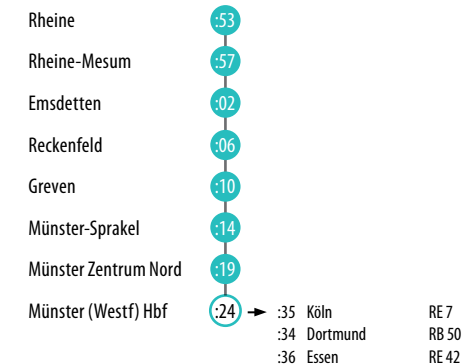 Rheine :53
Rheine-Mesum :57
Emsdetten :02
Reckenfeld :06
Greven :10
Münster-Sprakel :14
Münster Zentrum Nord :19
Münster (Westf) Hbf :24 :35 Köln RE 7
:34 Dortmund RB 50
:36 Essen RE 42